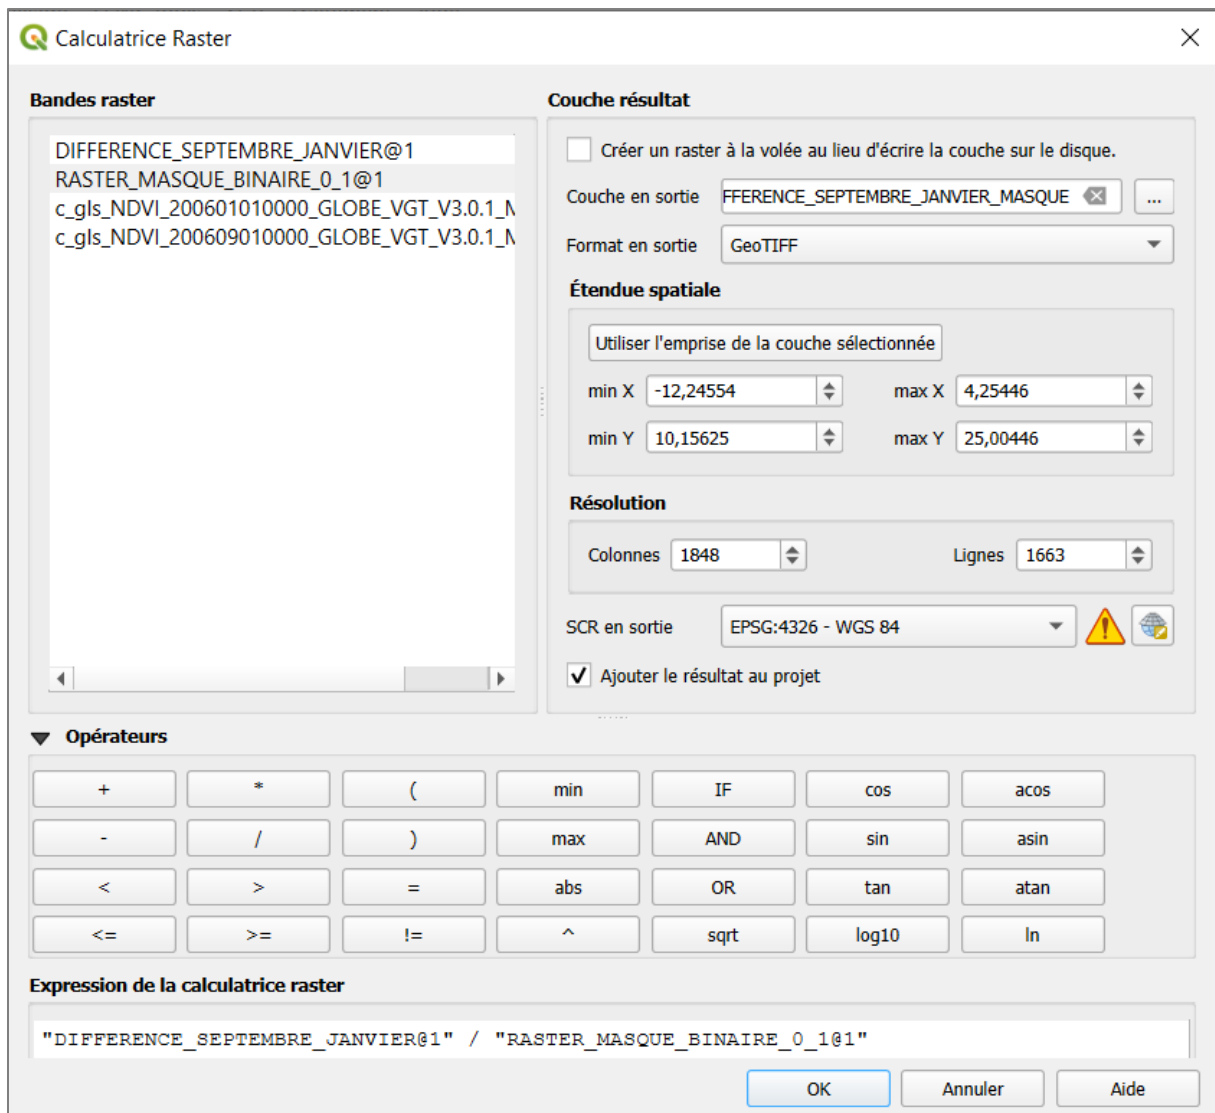 Calculatrice Raster
Bandes raster
DIFFERENCE_SEPTEMBRE_JANVIER@1
RASTER_MASQUE_BINAIRE_0_1@1
c_gls_NDVI_200601010000_GLOBE_VGT_V3.0.1_
c_gls_NDVI_200609010000_GLOBE_VGT_V3.0.1_
Couche résultat
Créer un raster à la volée au lieu d'écrire la couche sur le disque.
Couche en sortie FFERENCE_SEPTEMBRE_JANVIER_MASQUE ...
Format en sortie GeoTIFF
Étendue spatiale
Utiliser l'emprise de la couche sélectionnée
min X -12,24554 max X 4,25446
min Y 10,15625 max Y 25,00446
Résolution
Colonnes 1848 Lignes 1663
SCR en sortie EPSG:4326 - WGS 84
Ajouter le résultat au projet
Opérateurs
+ * ( min IF cos acos
- / ) max AND sin asin
< > = abs OR tan atan
<= >= != ^ sqrt log10 ln
Expression de la calculatrice raster
"DIFFERENCE_SEPTEMBRE_JANVIER@1" / "RASTER_MASQUE_BINAIRE_0_1@1"
OK Annuler Aide